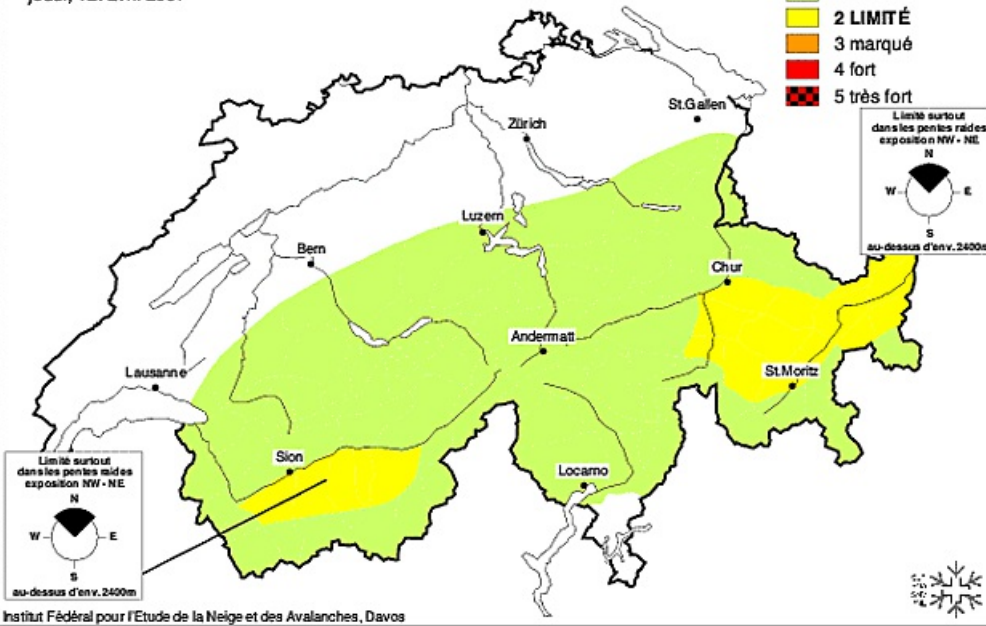 2 LIMITÉ
3 marqué
4 fort
5 très fort
St.Gallen
Zürich
Limité surtout
dans les pentes raides
exposition NW - NE
N
W
E
S
au-dessus d'env. 2400m
Luzern
Bern
Chur
Andermatt
Lausanne
St.Moritz
Sion
Locarno
Limité surtout
dans les pentes raides
exposition NW - NE
N
W
E
S
au-dessus d'env. 2400m
Institut Fédéral pour l'Etude de la Neige et des Avalanches, Davos